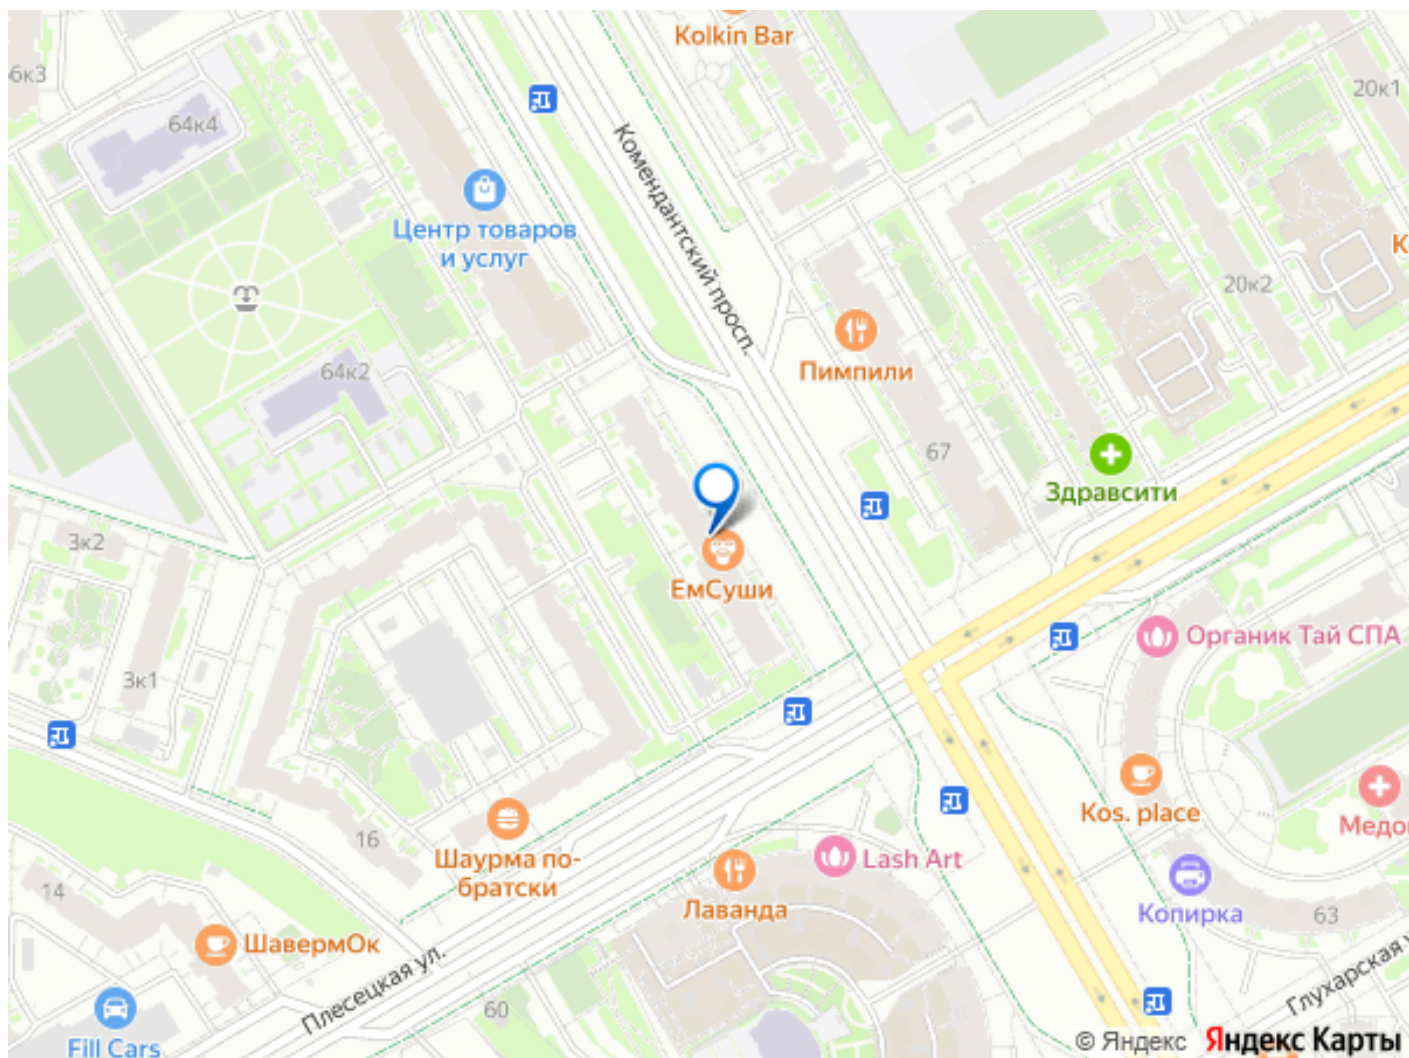 Kolkin Bar
6к3
20к1
64к4
Комендантский просп.
Центр товаров
и услуг
20к2
Пимпили
64к2
67
Здравсити
3к2
ЕмСуши
Органик Тай СПА
3к1
Kos. place
16
Шаурма по-
братски
Lash Art
14
Лаванда
Копирка
63
ШавермОк
Плесецкая ул.
Глухарская
60
Fill Cars
© Яндекс Яндекс Карты